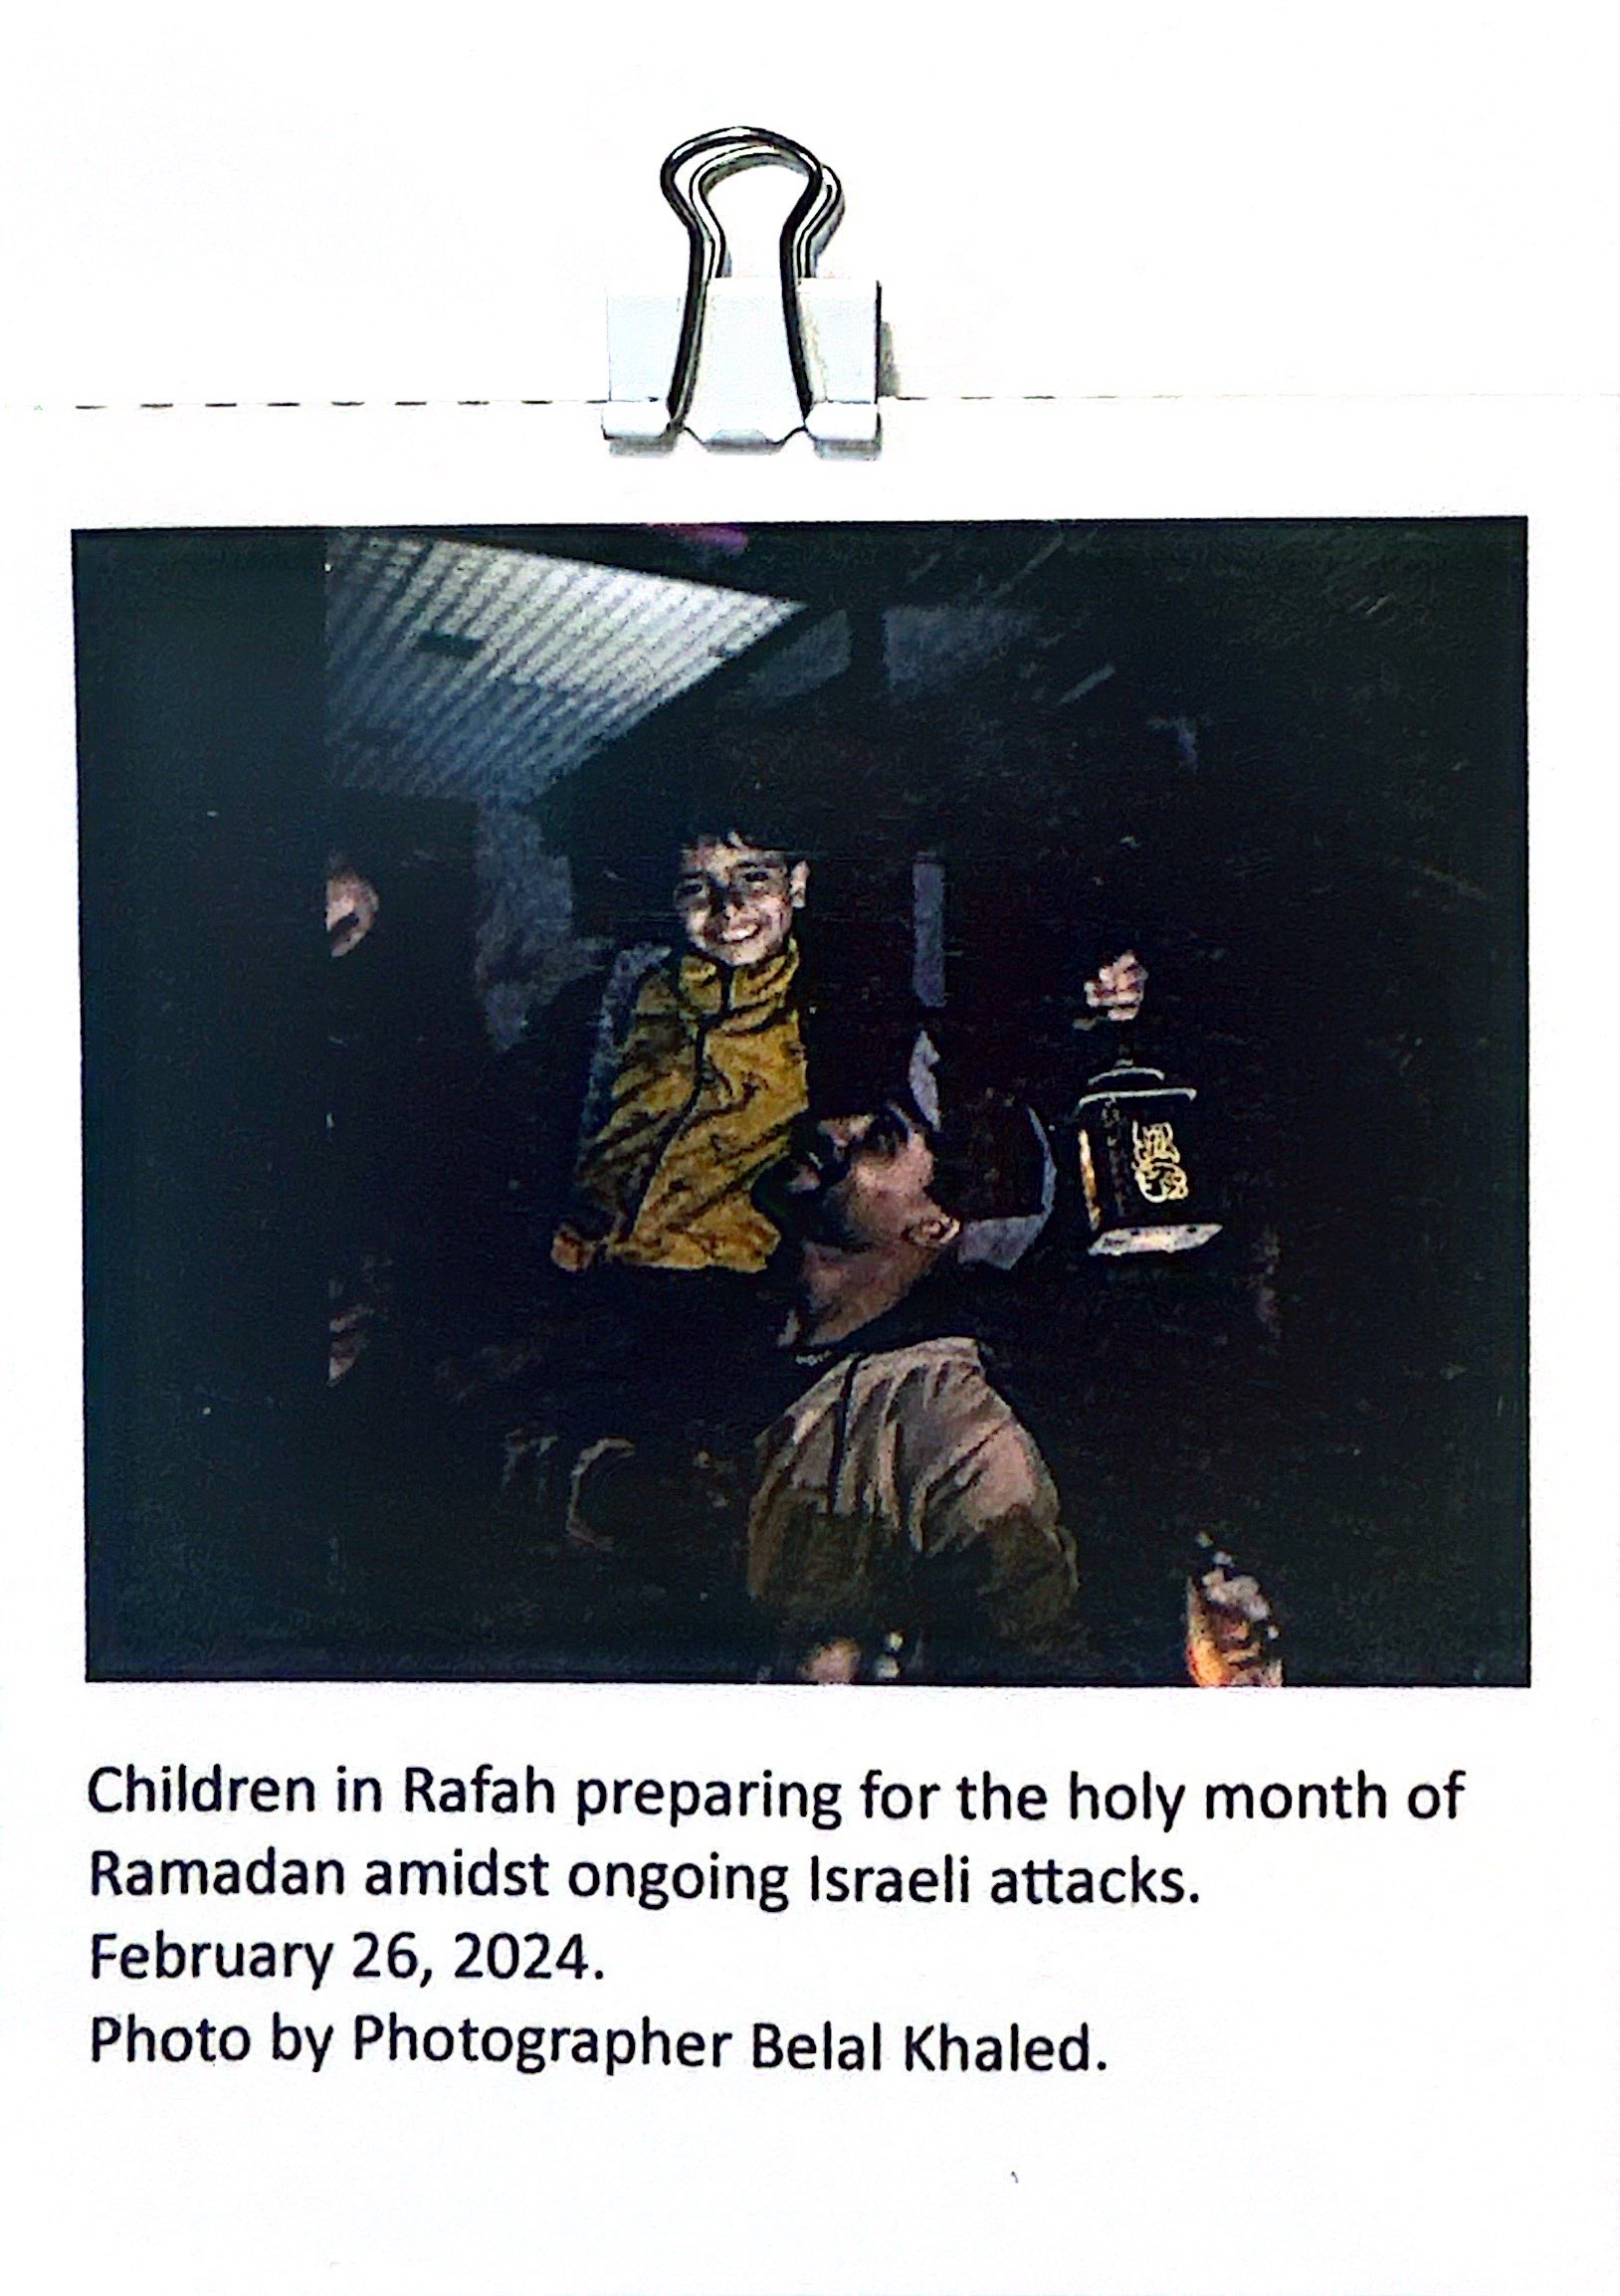 Children in Rafah preparing for the holy month of
Ramadan amidst ongoing Israeli attacks.
February 26, 2024.
Photo by Photographer Belal Khaled.